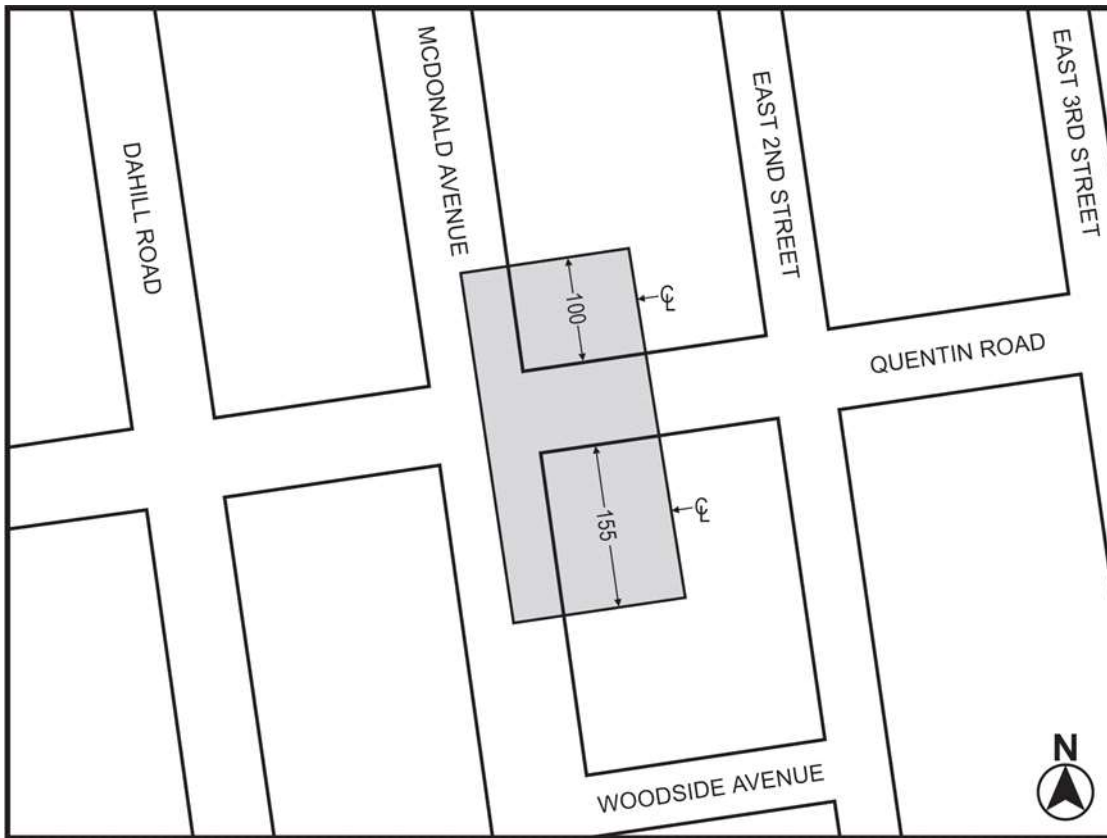 DAHILL ROAD
MCDONALD AVENUE
EAST 2ND STREET
EAST 3RD STREET
100
℄
QUENTIN ROAD
155
℄
WOODSIDE AVENUE
N